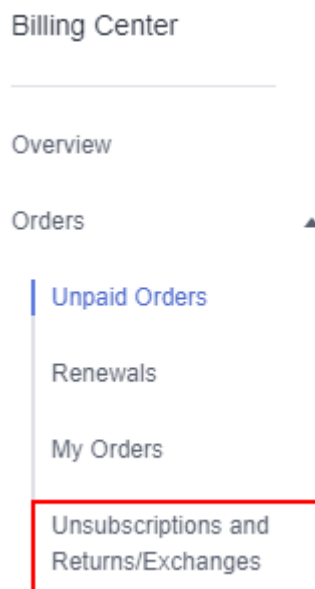 Billing Center
Overview
Orders
Unpaid Orders
Renewals
My Orders
Unsubscriptions and
Returns/Exchanges